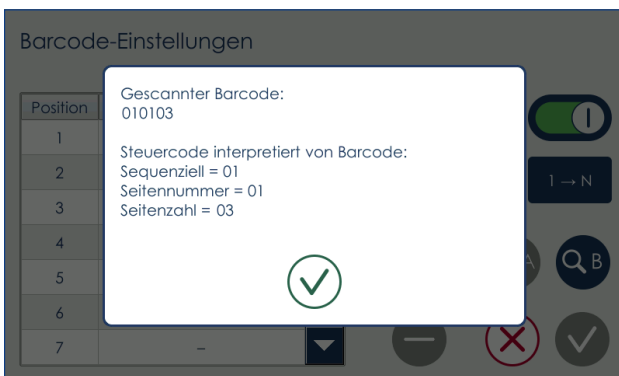 Barcode-Einstellungen
Gescannter Barcode:
010103
Steuercode interpretiert von Barcode:
Sequenziell = 01
Seitennummer = 01
Seitenzahl = 03
Position
1
2
3
4
5
6
7 –
1 → N
A
B